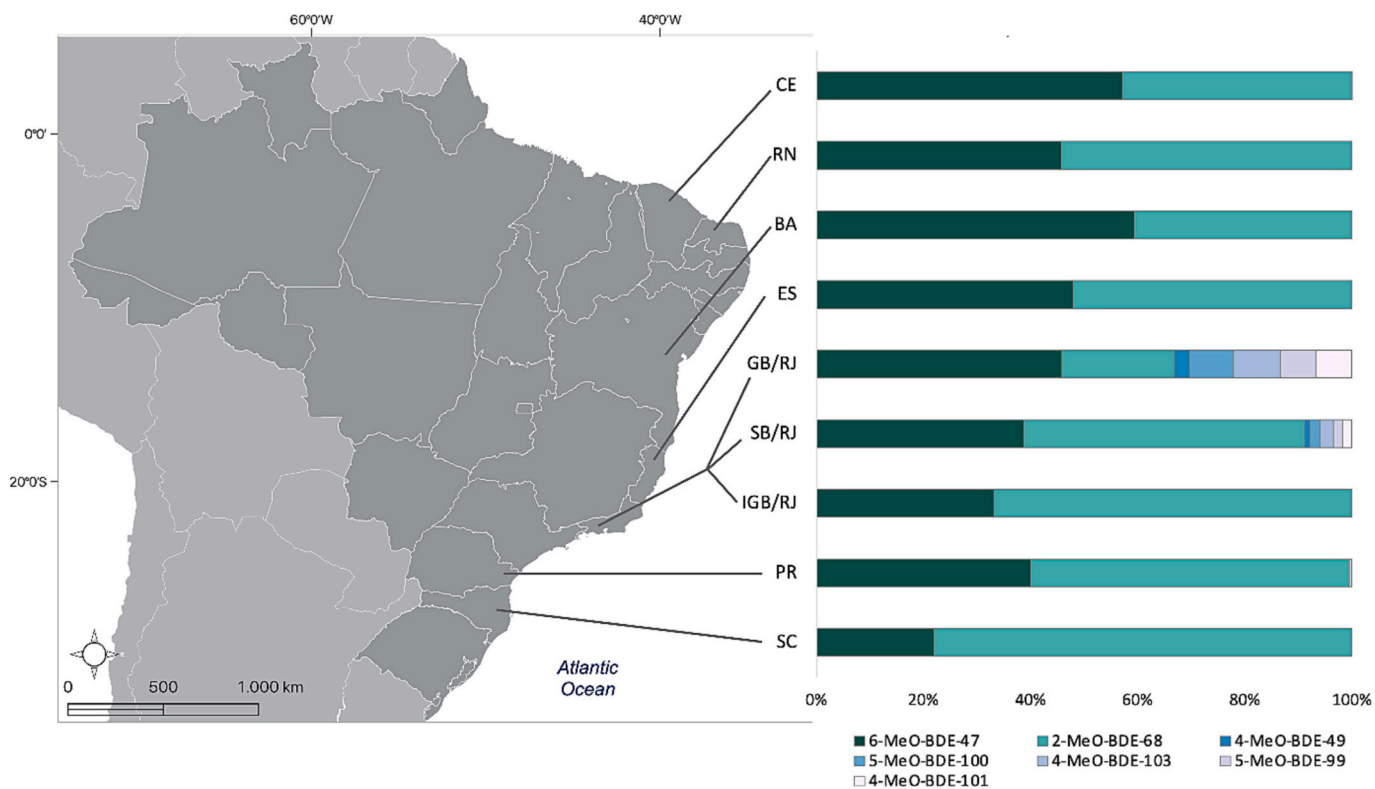 60°0'W 40°0'W
0°0'
20°0'S
CE
RN
BA
ES
GB/RJ
SB/RJ
IGB/RJ
PR
SC
Atlantic
Ocean
0 500 1.000 km
0% 20% 40% 60% 80% 100%
6-MeO-BDE-47 2-MeO-BDE-68 4-MeO-BDE-49
5-MeO-BDE-100 4-MeO-BDE-103 5-MeO-BDE-99
4-MeO-BDE-101